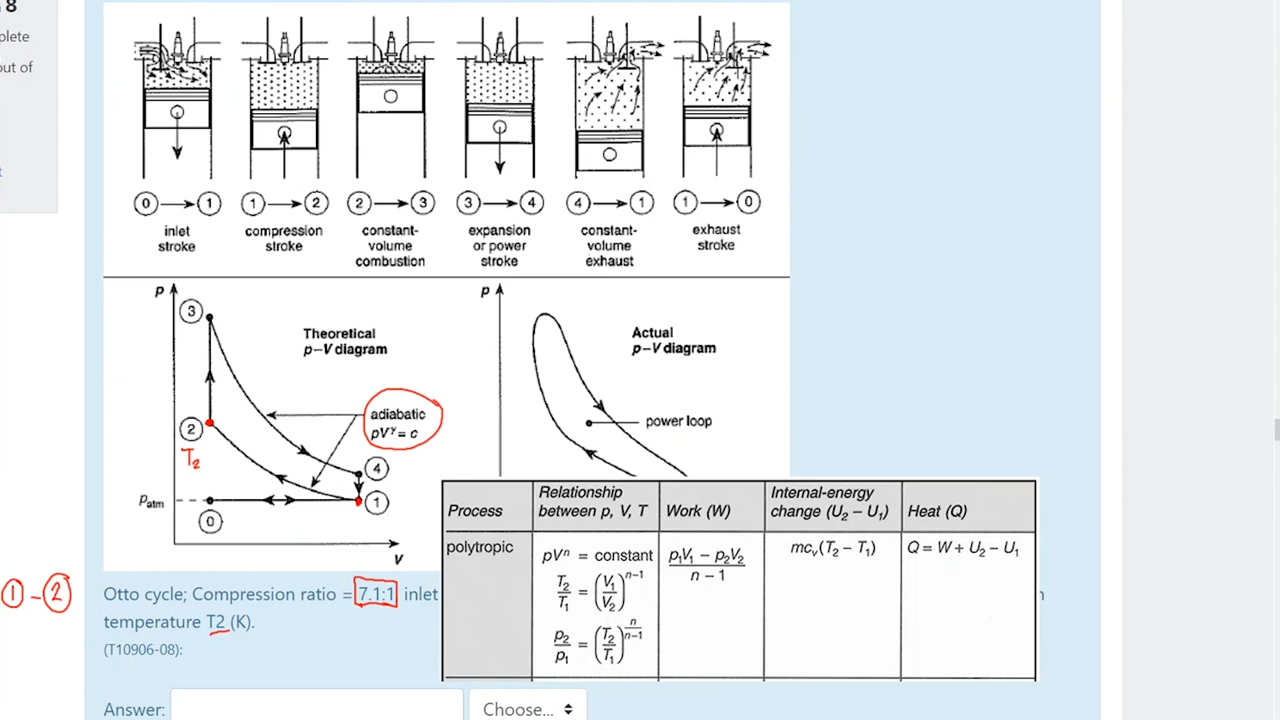 8
plete
out of
t
0 → 1
1 → 2
2 → 3
3 → 4
4 → 1
1 → 0
inlet
stroke
compression
stroke
constant-
volume
combustion
expansion
or power
stroke
constant-
volume
exhaust
exhaust
stroke
p
3
Theoretical
p–V diagram
adiabatic
pVᵞ = c
2
T₂
4
1
patm
0
V
p
Actual
p–V diagram
power loop
Process
Relationship
between p, V, T
Work (W)
Internal-energy
change (U₂ – U₁)
Heat (Q)
polytropic
pVⁿ = constant
T₂/T₁ = (V₁/V₂)ⁿ⁻¹
p₂/p₁ = (T₂/T₁)^(n/(n–1))
(p₁V₁ – p₂V₂)/(n – 1)
mcᵥ(T₂ – T₁)
Q = W + U₂ – U₁
1 - 2
Otto cycle; Compression ratio = 7.1:1 inlet
temperature T2 (K).
(T10906-08):
Answer:
Choose...